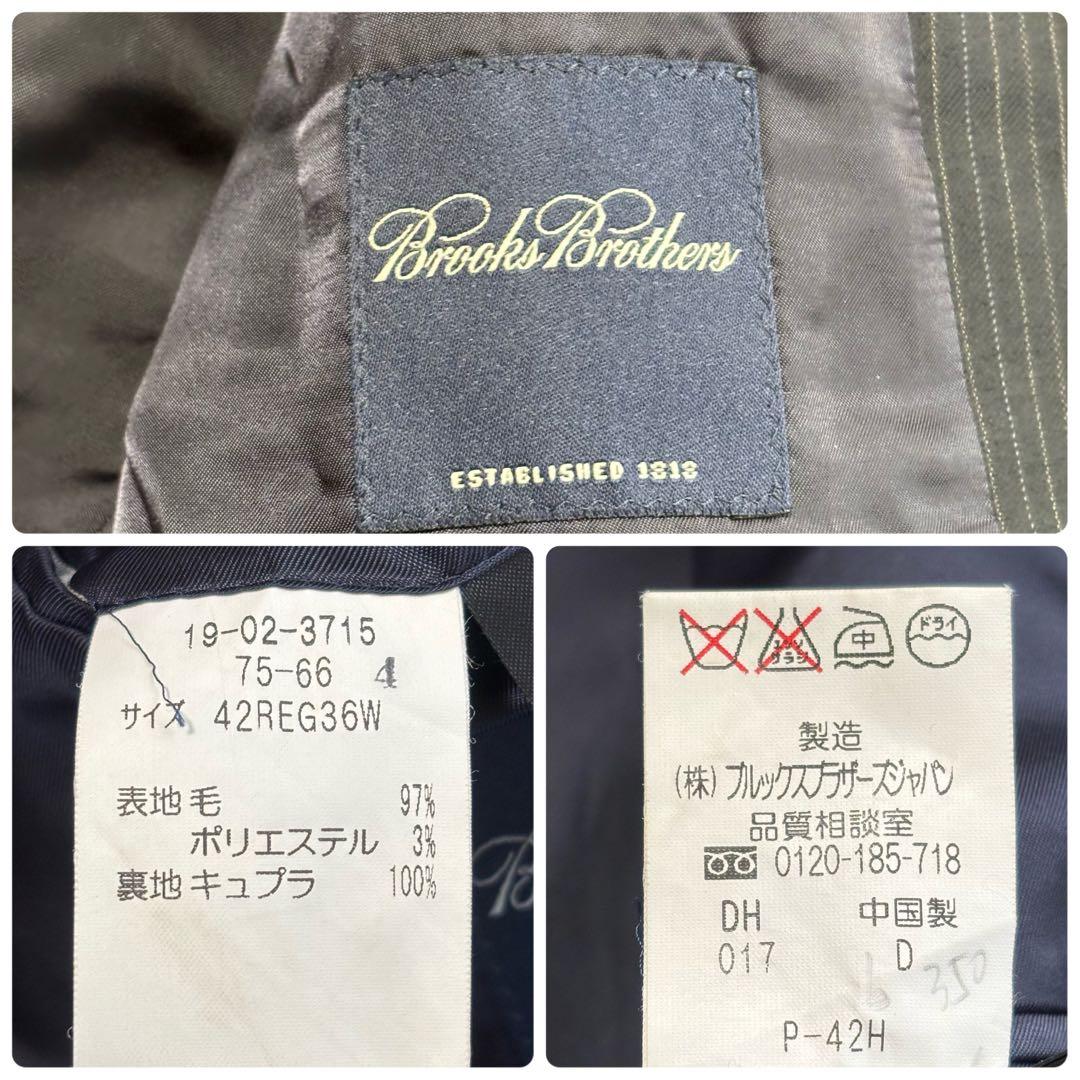 Brooks Brothers
ESTABLISHED 1818
19-02-3715
75-66 4
サイズ 42REG36W
表地 毛 97%
ポリエステル 3%
裏地 キュプラ 100%
中 ドライ
製造
(株)ブルックスブラザーズジャパン
品質相談室
0120-185-718
DH 中国製
017 D
6 350
P-42H